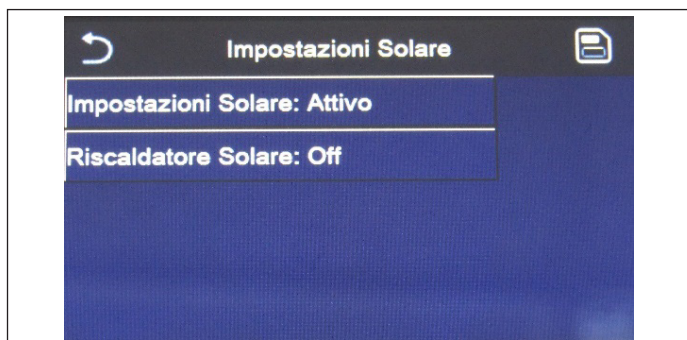 Impostazioni Solare
Impostazioni Solare: Attivo
Riscaldatore Solare: Off